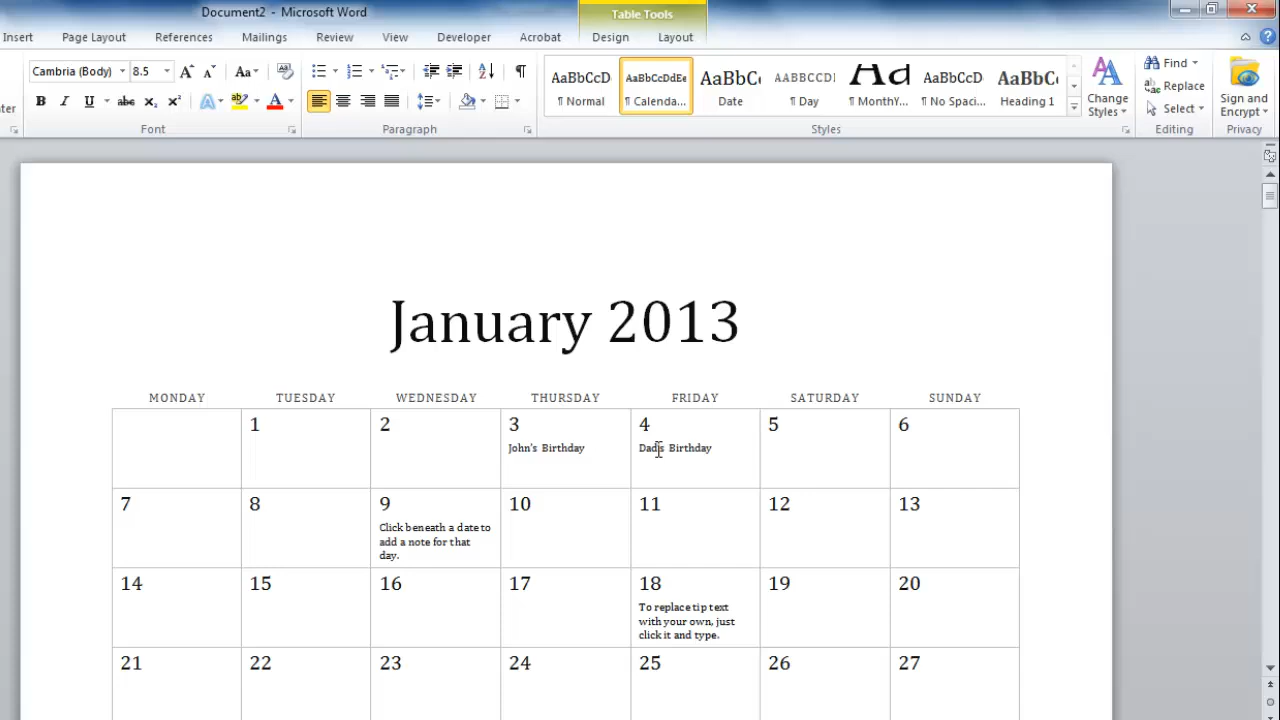 Document2 - Microsoft Word
Table Tools
Insert Page Layout References Mailings Review View Developer Acrobat Design Layout
Cambria (Body) 8.5
AaBbCcD AaBbCcDdEe AaBbC AABBCCDI Ad AaBbCcD AaBbC
¶ Normal ¶ Calenda... Date ¶ Day ¶ MonthY... ¶ No Spaci... Heading 1
Change Styles
Find
Replace
Select
Sign and Encrypt
Font Paragraph Styles Editing Privacy
January 2013
MONDAY TUESDAY WEDNESDAY THURSDAY FRIDAY SATURDAY SUNDAY
1 2 3 4 5 6
John's Birthday Dad's Birthday
7 8 9 10 11 12 13
Click beneath a date to
add a note for that
day.
14 15 16 17 18 19 20
To replace tip text
with your own, just
click it and type.
21 22 23 24 25 26 27